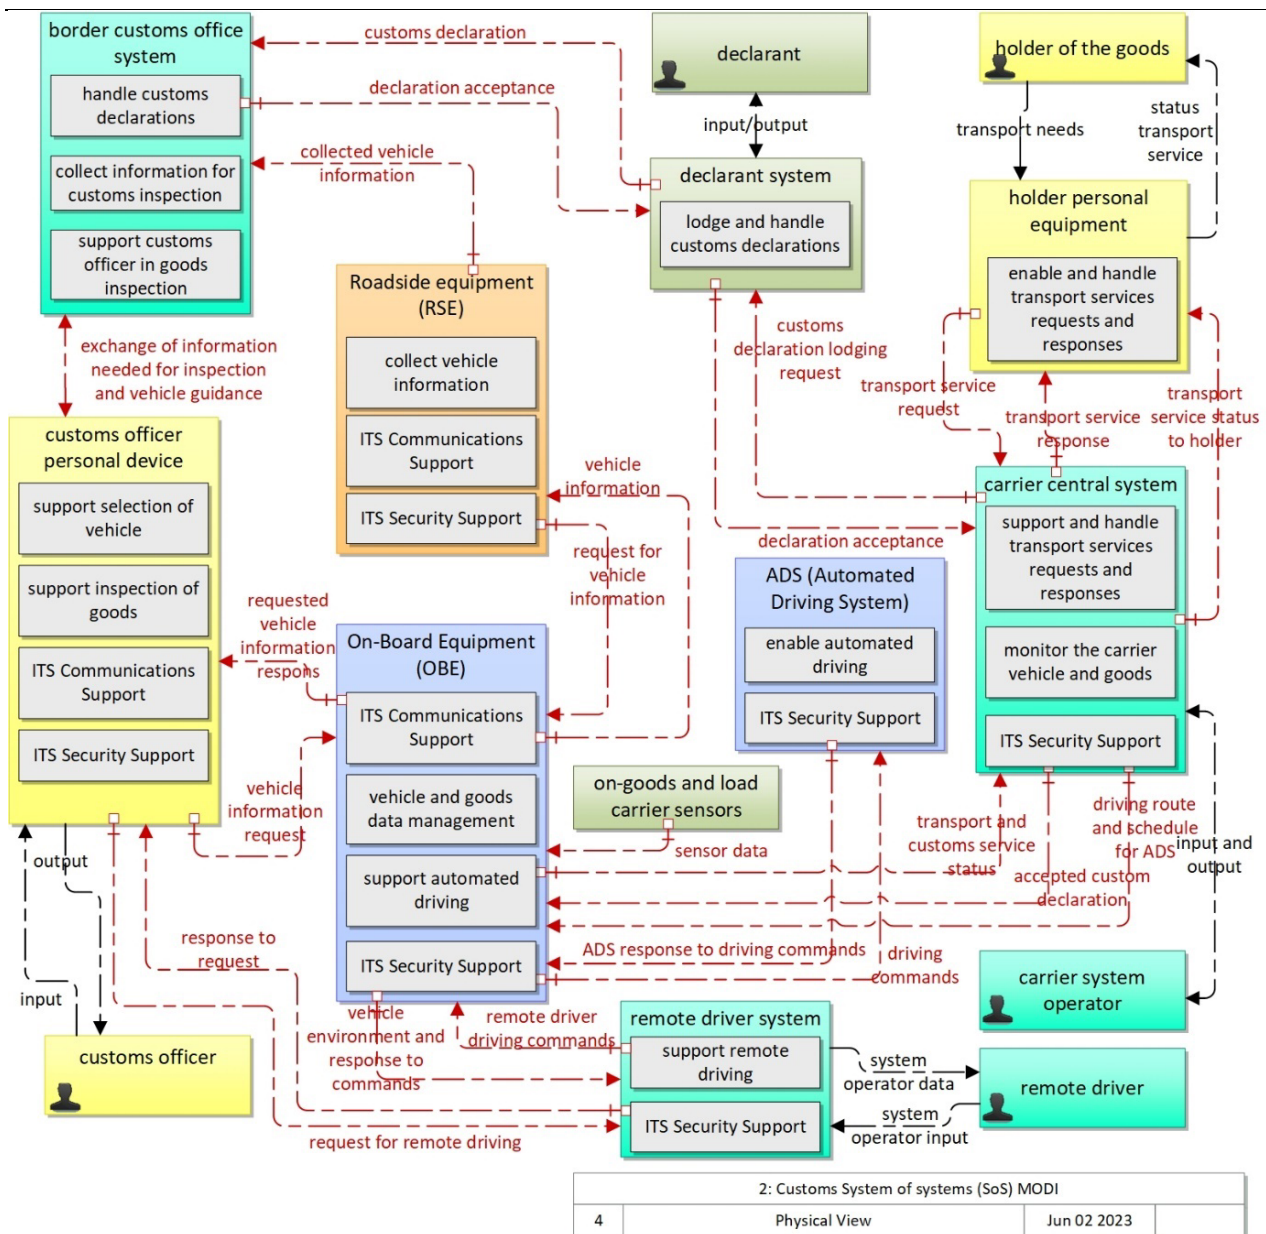 border customs office
system
handle customs
declarations
collect information for
customs inspection
support customs
officer in goods
inspection
customs declaration
declaration acceptance
collected vehicle
information
declarant
input/output
declarant system
lodge and handle
customs declarations
holder of the goods
transport needs
status
transport
service
holder personal
equipment
enable and handle
transport services
requests and
responses
Roadside equipment
(RSE)
collect vehicle
information
ITS Communications
Support
ITS Security Support
exchange of information
needed for inspection
and vehicle guidance
customs
declaration lodging
request
transport service
request
transport service
response
transport
service status
to holder
customs officer
personal device
support selection of
vehicle
support inspection of
goods
ITS Communications
Support
ITS Security Support
vehicle
information
request for
vehicle
information
declaration acceptance
carrier central system
support and handle
transport services
requests and
responses
monitor the carrier
vehicle and goods
ITS Security Support
ADS (Automated
Driving System)
enable automated
driving
ITS Security Support
requested
vehicle
information
respons
On-Board Equipment
(OBE)
ITS Communications
Support
vehicle and goods
data management
support automated
driving
ITS Security Support
vehicle
information
request
on-goods and load
carrier sensors
sensor data
transport and
customs service
status
driving route
and schedule
for ADS
input and
output
accepted custom
declaration
output
input
response to
request
ADS response to driving commands
driving
commands
carrier system
operator
customs officer
vehicle
environment and
response to
commands
remote driver
driving commands
remote driver system
support remote
driving
ITS Security Support
system
operator data
system
operator input
remote driver
request for remote driving
2: Customs System of systems (SoS) MODI
4
Physical View
Jun 02 2023